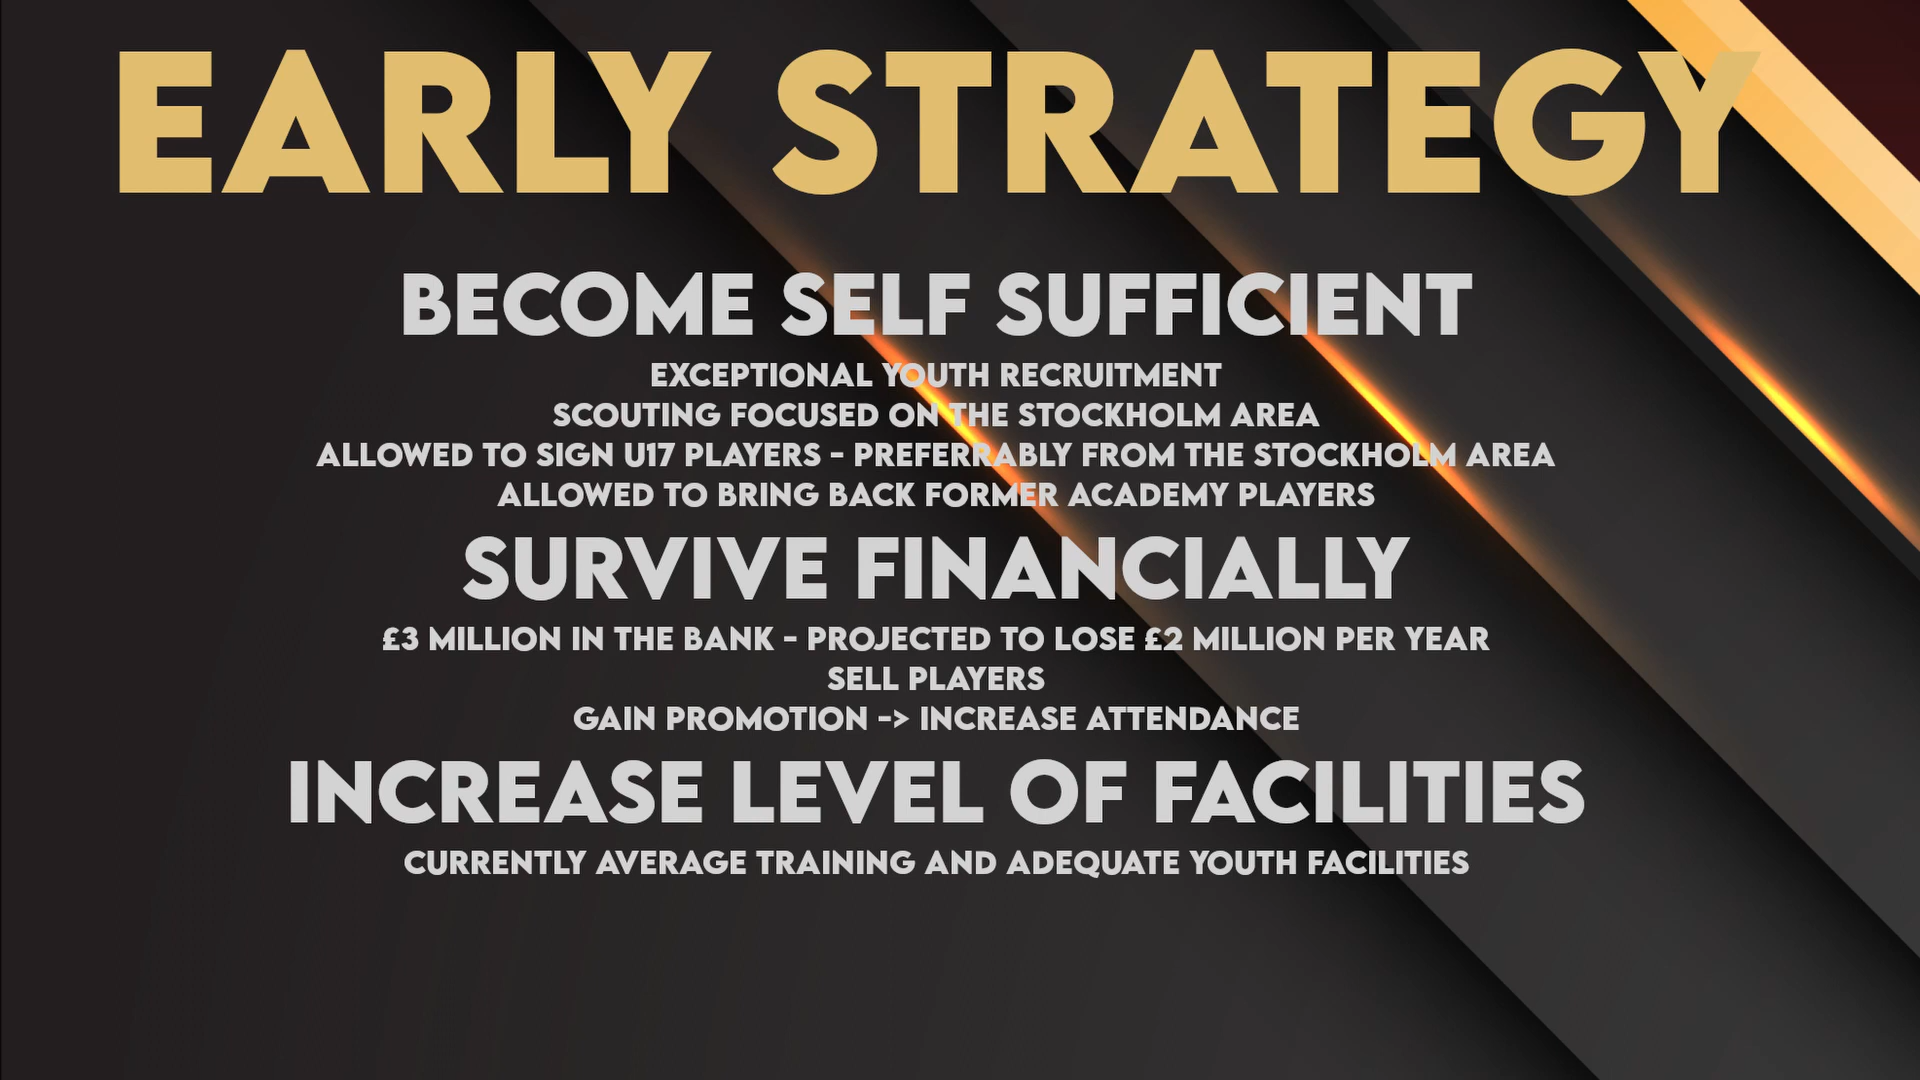 EARLY STRATEGY
BECOME SELF SUFFICIENT
EXCEPTIONAL YOUTH RECRUITMENT
SCOUTING FOCUSED ON THE STOCKHOLM AREA
ALLOWED TO SIGN U17 PLAYERS - PREFERRABLY FROM THE STOCKHOLM AREA
ALLOWED TO BRING BACK FORMER ACADEMY PLAYERS
SURVIVE FINANCIALLY
£3 MILLION IN THE BANK - PROJECTED TO LOSE £2 MILLION PER YEAR
SELL PLAYERS
GAIN PROMOTION -> INCREASE ATTENDANCE
INCREASE LEVEL OF FACILITIES
CURRENTLY AVERAGE TRAINING AND ADEQUATE YOUTH FACILITIES